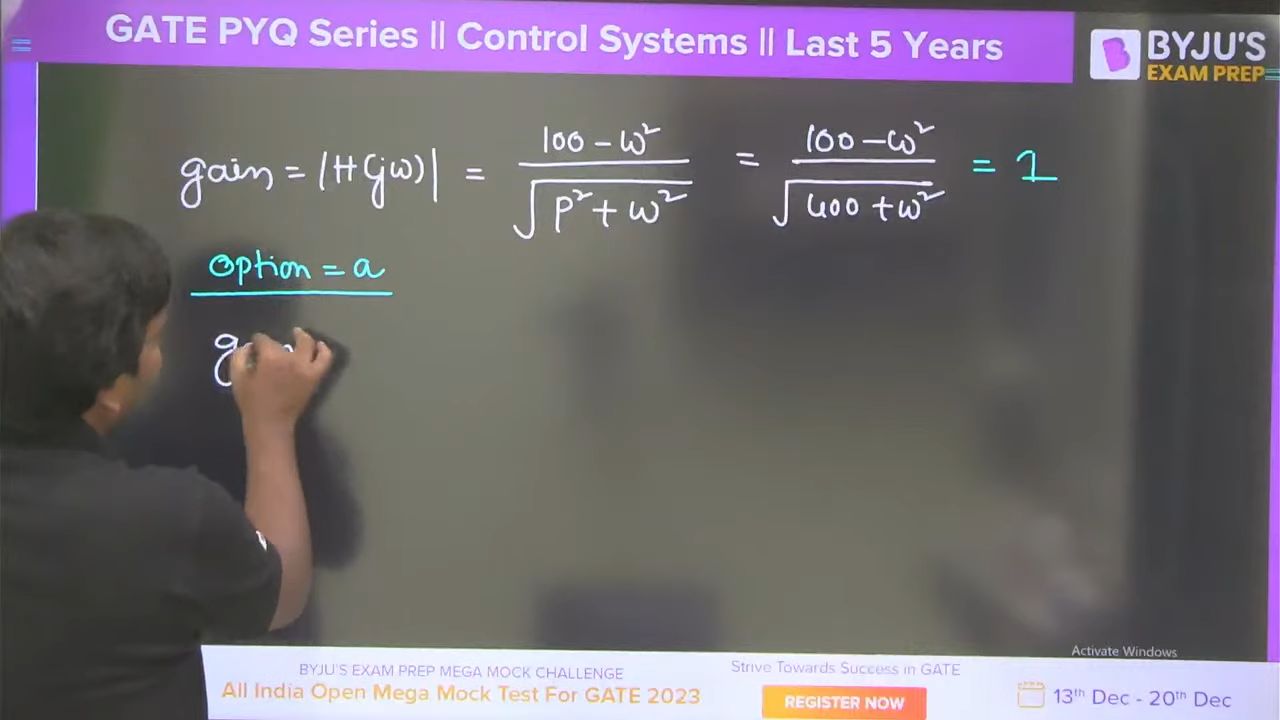 GATE PYQ Series || Control Systems || Last 5 Years
BYJU'S
EXAM PREP
gain = |H(jω)| = (100 - ω²) / √(P² + ω²) = (100 - ω²) / √(400 + ω²) = 1
option = a
BYJU'S EXAM PREP MEGA MOCK CHALLENGE
All India Open Mega Mock Test For GATE 2023
Strive Towards Success in GATE
REGISTER NOW
13th Dec - 20th Dec
Activate Windows